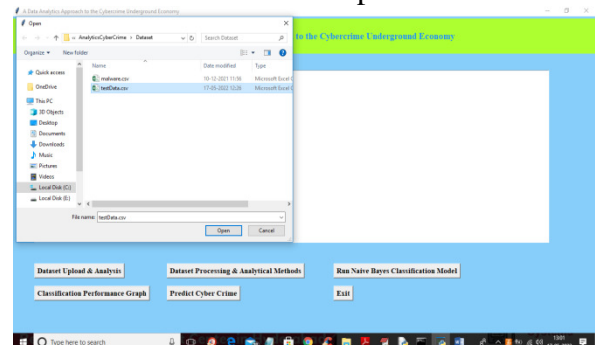 A Data Analytics Approach to the Cybercrime Underground Economy
Open
to the Cybercrime Underground Economy
« AnalyticsCyberCrime › Dataset
Search Dataset
Organize
New folder
Name
Date modified
Type
Quick access
OneDrive
This PC
3D Objects
Desktop
Documents
Downloads
Music
Pictures
Videos
Local Disk (C:)
Local Disk (E:)
malware.csv
10-12-2021 11:56
Microsoft Excel
testData.csv
17-05-2022 12:28
Microsoft Excel
File name:
testData.csv
Open
Cancel
Dataset Upload & Analysis
Dataset Processing & Analytical Methods
Run Naive Bayes Classification Model
Classification Performance Graph
Predict Cyber Crime
Exit
Type here to search
13:01